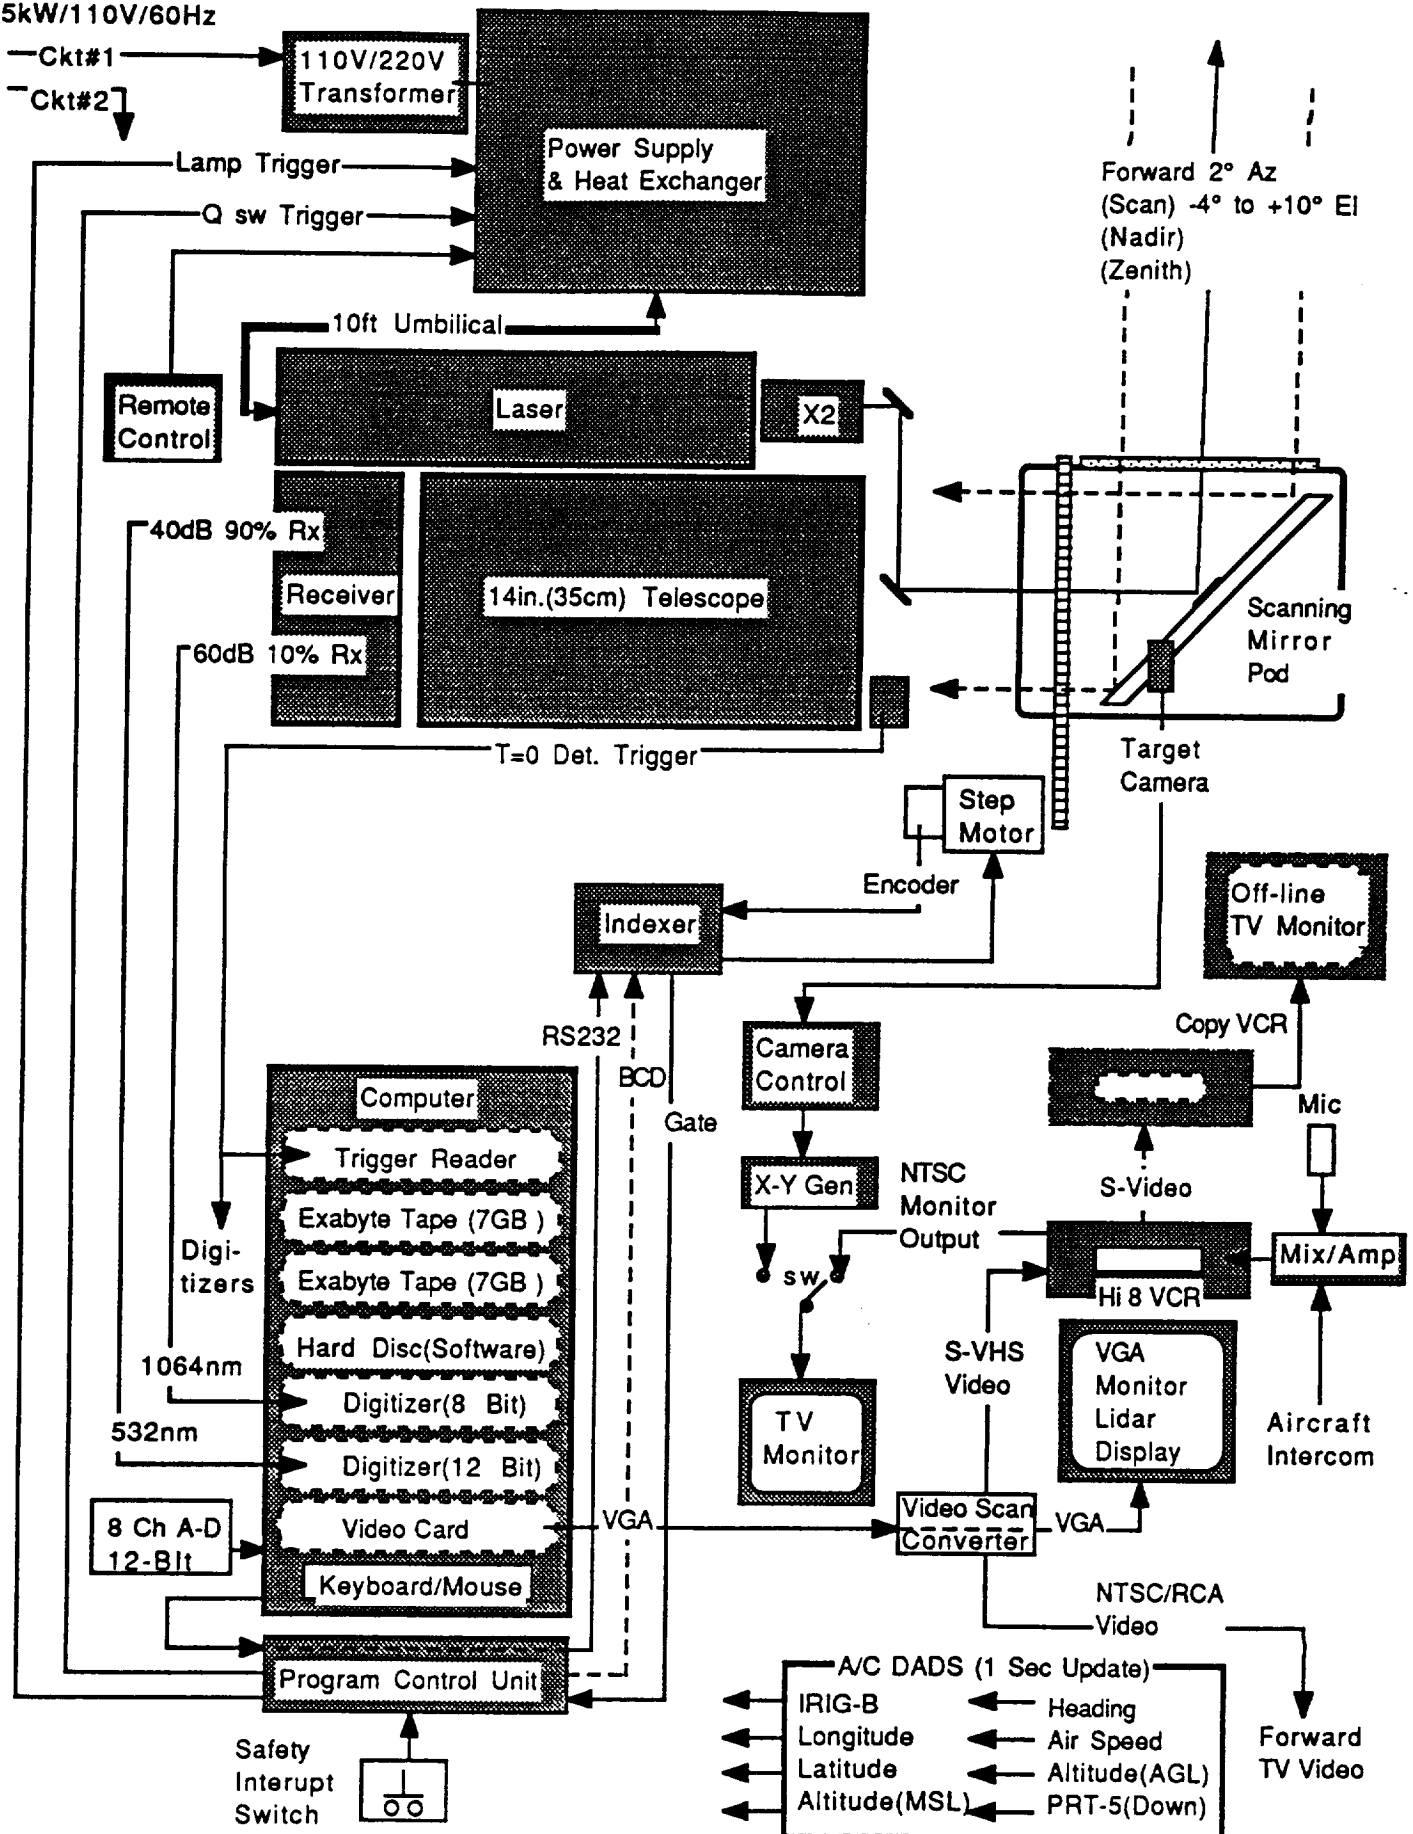 5kW/110V/60Hz
Ckt#1
Ckt#2
110V/220V
Transformer
Power Supply
& Heat Exchanger
Lamp Trigger
Q sw Trigger
Forward 2° Az
(Scan) -4° to +10° El
(Nadir)
(Zenith)
10ft Umbilical
Remote
Control
Laser
X2
40dB 90% Rx
Receiver
60dB 10% Rx
14in.(35cm) Telescope
Scanning
Mirror
Pod
T=0 Det. Trigger
Target
Camera
Step
Motor
Encoder
Indexer
Off-line
TV Monitor
RS232
BCD
Gate
Camera
Control
Copy VCR
Mic
Computer
Trigger Reader
Exabyte Tape (7GB )
Exabyte Tape (7GB )
Hard Disc(Software)
Digitizer(8 Bit)
Digitizer(12 Bit)
Video Card
Keyboard/Mouse
Digi-
tizers
1064nm
532nm
8 Ch A-D
12-Bit
X-Y Gen
NTSC
Monitor
Output
S-Video
sw
Mix/Amp
Hi 8 VCR
S-VHS
Video
VGA
Monitor
Lidar
Display
Aircraft
Intercom
TV
Monitor
VGA
Video Scan
Converter
VGA
NTSC/RCA
Video
Program Control Unit
Safety
Interupt
Switch
A/C DADS (1 Sec Update)
IRIG-B
Heading
Longitude
Air Speed
Latitude
Altitude(AGL)
Altitude(MSL)
PRT-5(Down)
Forward
TV Video